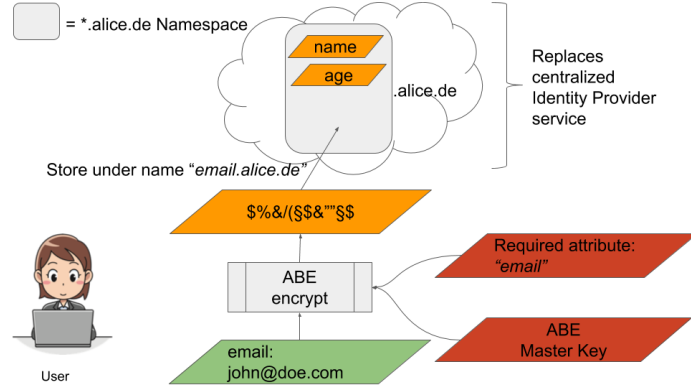 = *.alice.de Namespace
name
age
.alice.de
Replaces
centralized
Identity Provider
service
Store under name “email.alice.de”
$%&/(§$&””§$
Required attribute:
“email”
ABE
encrypt
ABE
Master Key
email:
john@doe.com
User